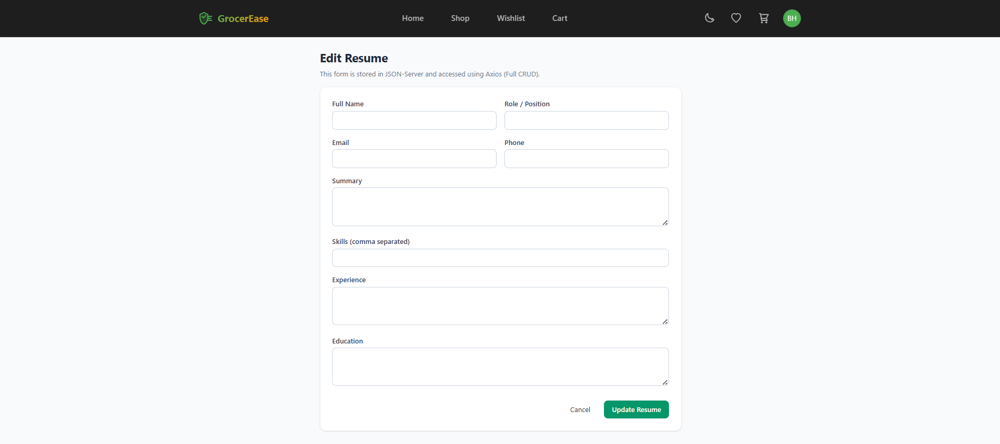 GrocerEase
Home
Shop
Wishlist
Cart
BH
Edit Resume
This form is stored in JSON-Server and accessed using Axios (Full CRUD).
Full Name
Role / Position
Email
Phone
Summary
Skills (comma separated)
Experience
Education
Cancel
Update Resume